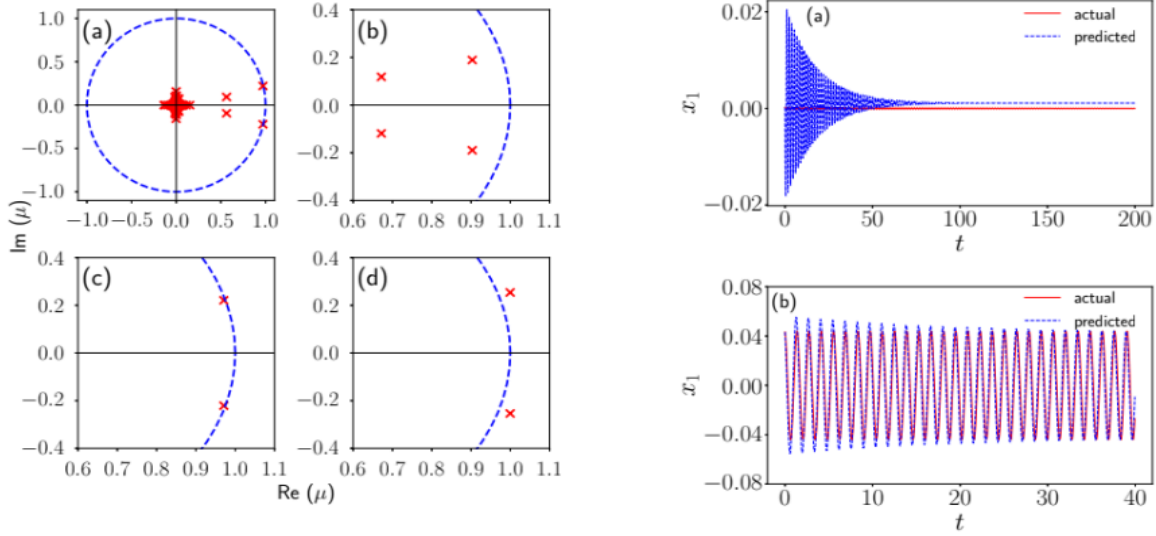 (a)
1.0
0.5
0.0
−0.5
−1.0
−1.0 −0.5 0.0 0.5 1.0
(b)
0.4
0.2
0.0
−0.2
−0.4
0.6 0.7 0.8 0.9 1.0 1.1
(c)
0.4
0.2
0.0
−0.2
−0.4
0.6 0.7 0.8 0.9 1.0 1.1
(d)
0.4
0.2
0.0
−0.2
−0.4
0.6 0.7 0.8 0.9 1.0 1.1
Im (μ)
Re (μ)
(a)
actual
predicted
0.02
0.00
−0.02
x₁
0 50 100 150 200
t
(b)
actual
predicted
0.08
0.04
0.00
−0.04
−0.08
x₁
0 10 20 30 40
t